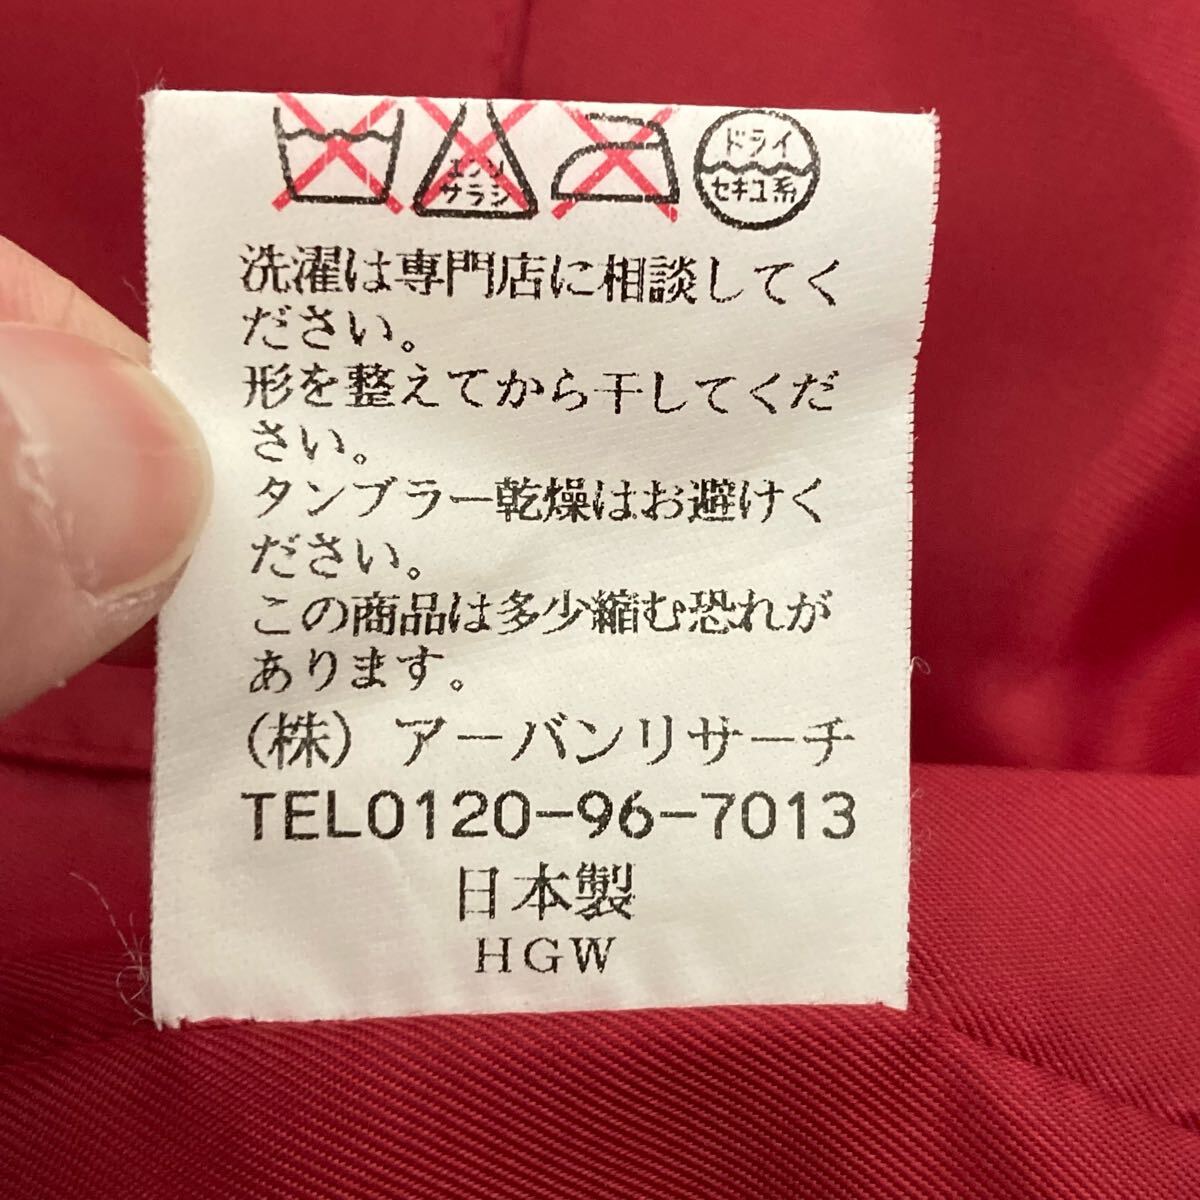 エンソ
サラシ
ドライ
セキユ系
洗濯は専門店に相談してく
ださい。
形を整えてから干してくだ
さい。
タンブラー乾燥はお避けく
ださい。
この商品は多少縮む恐れが
あります。
(株) アーバンリサーチ
TEL0120-96-7013
日本製
HGW